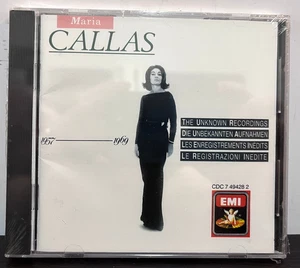 Maria
CALLAS
1957 1969
THE UNKNOWN RECORDINGS
DIE UNBEKANNTEN AUFNAHMEN
LES ENREGISTREMENTS INEDITS
LE REGISTRAZIONI INEDITE
CDC 7 49428 2
EMI